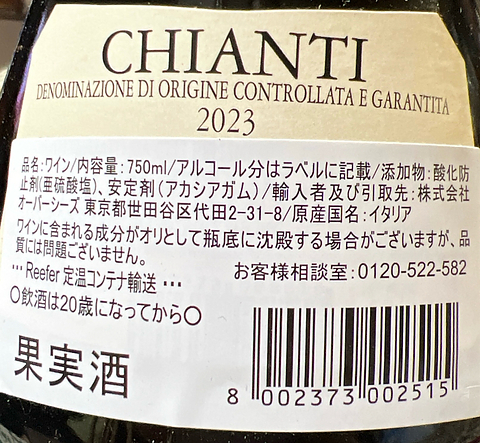 CHIANTI
DENOMINAZIONE DI ORIGINE CONTROLLATA E GARANTITA
2023
品名:ワイン/内容量:750ml/アルコール分はラベルに記載/添加物:酸化防
止剤(亜硫酸塩)、安定剤(アカシアガム)/輸入者及び引取先:株式会社
オーバーシーズ 東京都世田谷区代田2-31-8/原産国名:イタリア
ワインに含まれる成分がオリとして瓶底に沈殿する場合がございますが、品
質には問題ございません。
… Reefer 定温コンテナ輸送 …
お客様相談室:0120-522-582
〇飲酒は20歳になってから〇
果実酒
8 002373 002515